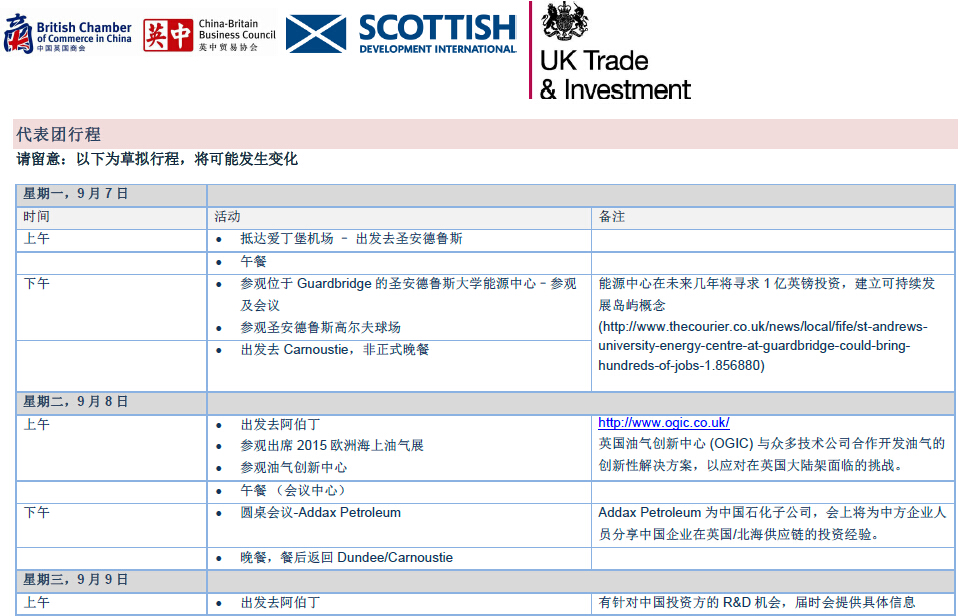 British Chamber
of Commerce in China
中国英国商会
英中
China-Britain
Business Council
英中贸易协会
SCOTTISH
DEVELOPMENT INTERNATIONAL
UK Trade
& Investment
代表团行程
请留意：以下为草拟行程，将可能发生变化
星期一，9 月 7 日
时间 活动 备注
上午 • 抵达爱丁堡机场 – 出发去圣安德鲁斯
• 午餐
下午 • 参观位于 Guardbridge 的圣安德鲁斯大学能源中心 - 参观
及会议
• 参观圣安德鲁斯高尔夫球场
能源中心在未来几年将寻求 1 亿英镑投资，建立可持续发
展岛屿概念
(http://www.thecourier.co.uk/news/local/fife/st-andrews-
university-energy-centre-at-guardbridge-could-bring-
hundreds-of-jobs-1.856880)
• 出发去 Carnoustie，非正式晚餐
星期二，9 月 8 日
上午 • 出发去阿伯丁
• 参观出席 2015 欧洲海上油气展
• 参观油气创新中心
http://www.ogic.co.uk/
英国油气创新中心 (OGIC) 与众多技术公司合作开发油气的
创新性解决方案，以应对在英国大陆架面临的挑战。
• 午餐 （会议中心）
下午 • 圆桌会议-Addax Petroleum
Addax Petroleum 为中国石化子公司，会上将为中方企业人
员分享中国企业在英国/北海供应链的投资经验。
• 晚餐，餐后返回 Dundee/Carnoustie
星期三，9 月 9 日
上午 • 出发去阿伯丁 有针对中国投资方的 R&D 机会，届时会提供具体信息